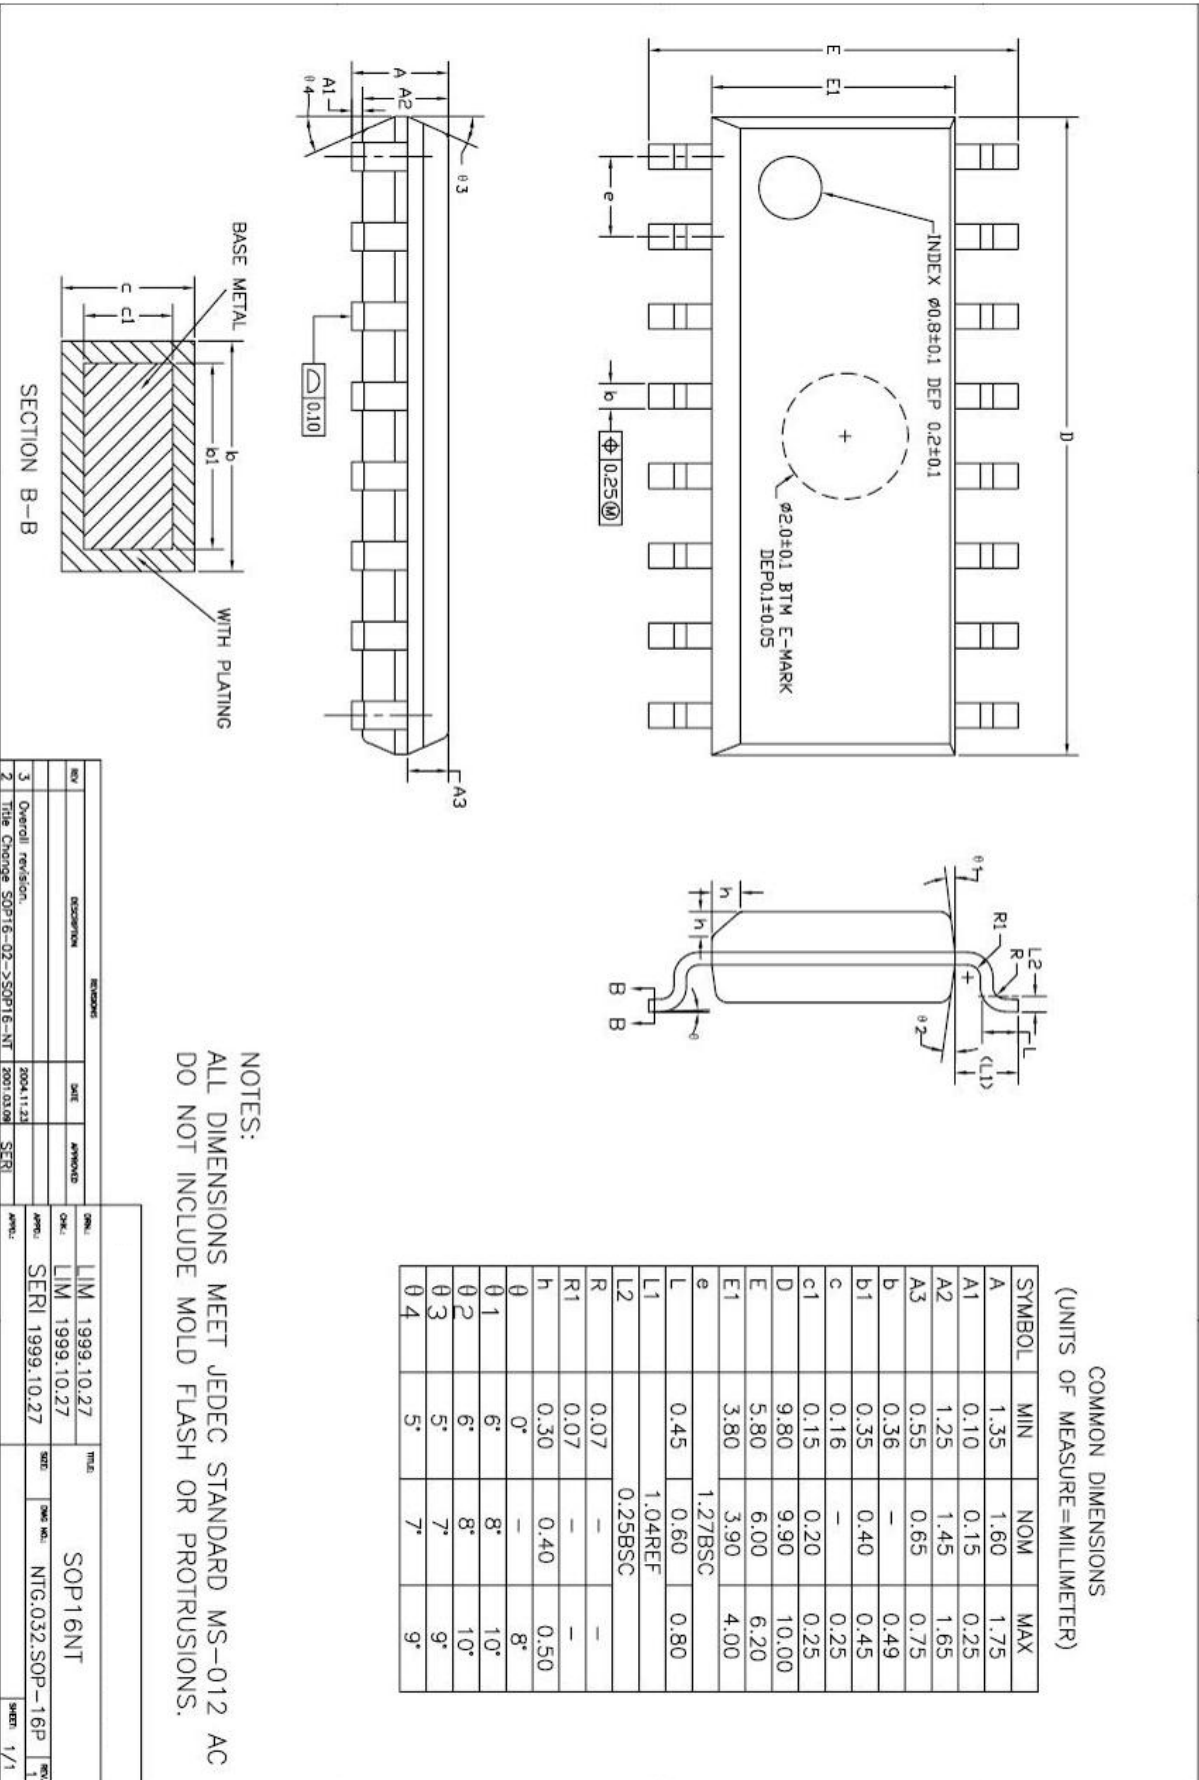 COMMON DIMENSIONS
(UNITS OF MEASURE=MILLIMETER)
SYMBOL MIN NOM MAX
A 1.35 1.60 1.75
A1 0.10 0.15 0.25
A2 1.25 1.45 1.65
A3 0.55 0.65 0.75
b 0.36 – 0.49
b1 0.35 0.40 0.45
c 0.16 – 0.25
c1 0.15 0.20 0.25
D 9.80 9.90 10.00
E 5.80 6.00 6.20
E1 3.80 3.90 4.00
e 1.27BSC
L 0.45 0.60 0.80
L1 1.04REF
L2 0.25BSC
R 0.07 – –
R1 0.07 – –
h 0.30 0.40 0.50
θ 0° – 8°
θ1 6° 8° 10°
θ2 6° 8° 10°
θ3 5° 7° 9°
θ4 5° 7° 9°
D
E
E1
e
b
0.25Ⓜ
INDEX ø0.8±0.1 DEP 0.2±0.1
ø2.0±0.1 BTM E-MARK
DEP0.1±0.05
θ1
R1
R
L2
L
(L1)
θ2
h
h
B B
θ
A
A2
A1
θ4
θ3
A3
0.10
BASE METAL
WITH PLATING
c
c1
b
b1
SECTION B-B
NOTES:
ALL DIMENSIONS MEET JEDEC STANDARD MS-012 AC
DO NOT INCLUDE MOLD FLASH OR PROTRUSIONS.
REVISIONS
REV DESCRIPTION DATE APPROVED
3 Overall revision. 2004.11.23
2 Title Change SOP16-02->SOP16-NT 2001.03.09 SERI
DRN.: LIM 1999.10.27
CHK.: LIM 1999.10.27
APPD.: SERI 1999.10.27
APPD.:
TITLE:
SOP16NT
SIZE: DWG NO.: NTG.032.SOP-16P REV.
SHEET: 1/1